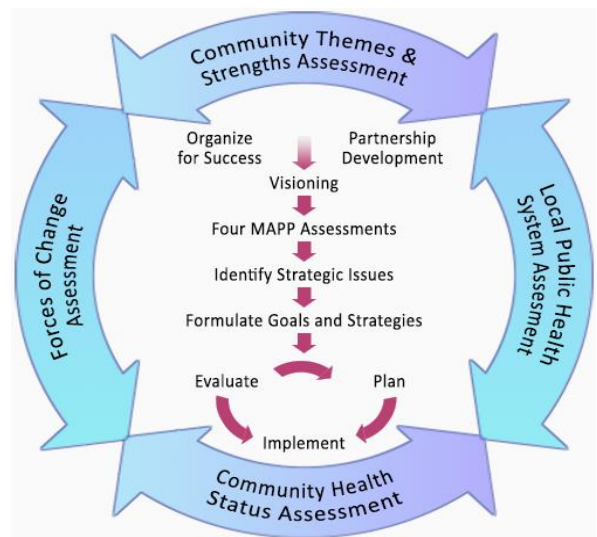 Community Themes &
Strengths Assessment
Organize
for Success
Partnership
Development
Visioning
Four MAPP Assessments
Identify Strategic Issues
Formulate Goals and Strategies
Evaluate
Plan
Implement
Forces of Change
Assessment
Local Public Health
System Assessment
Community Health
Status Assessment